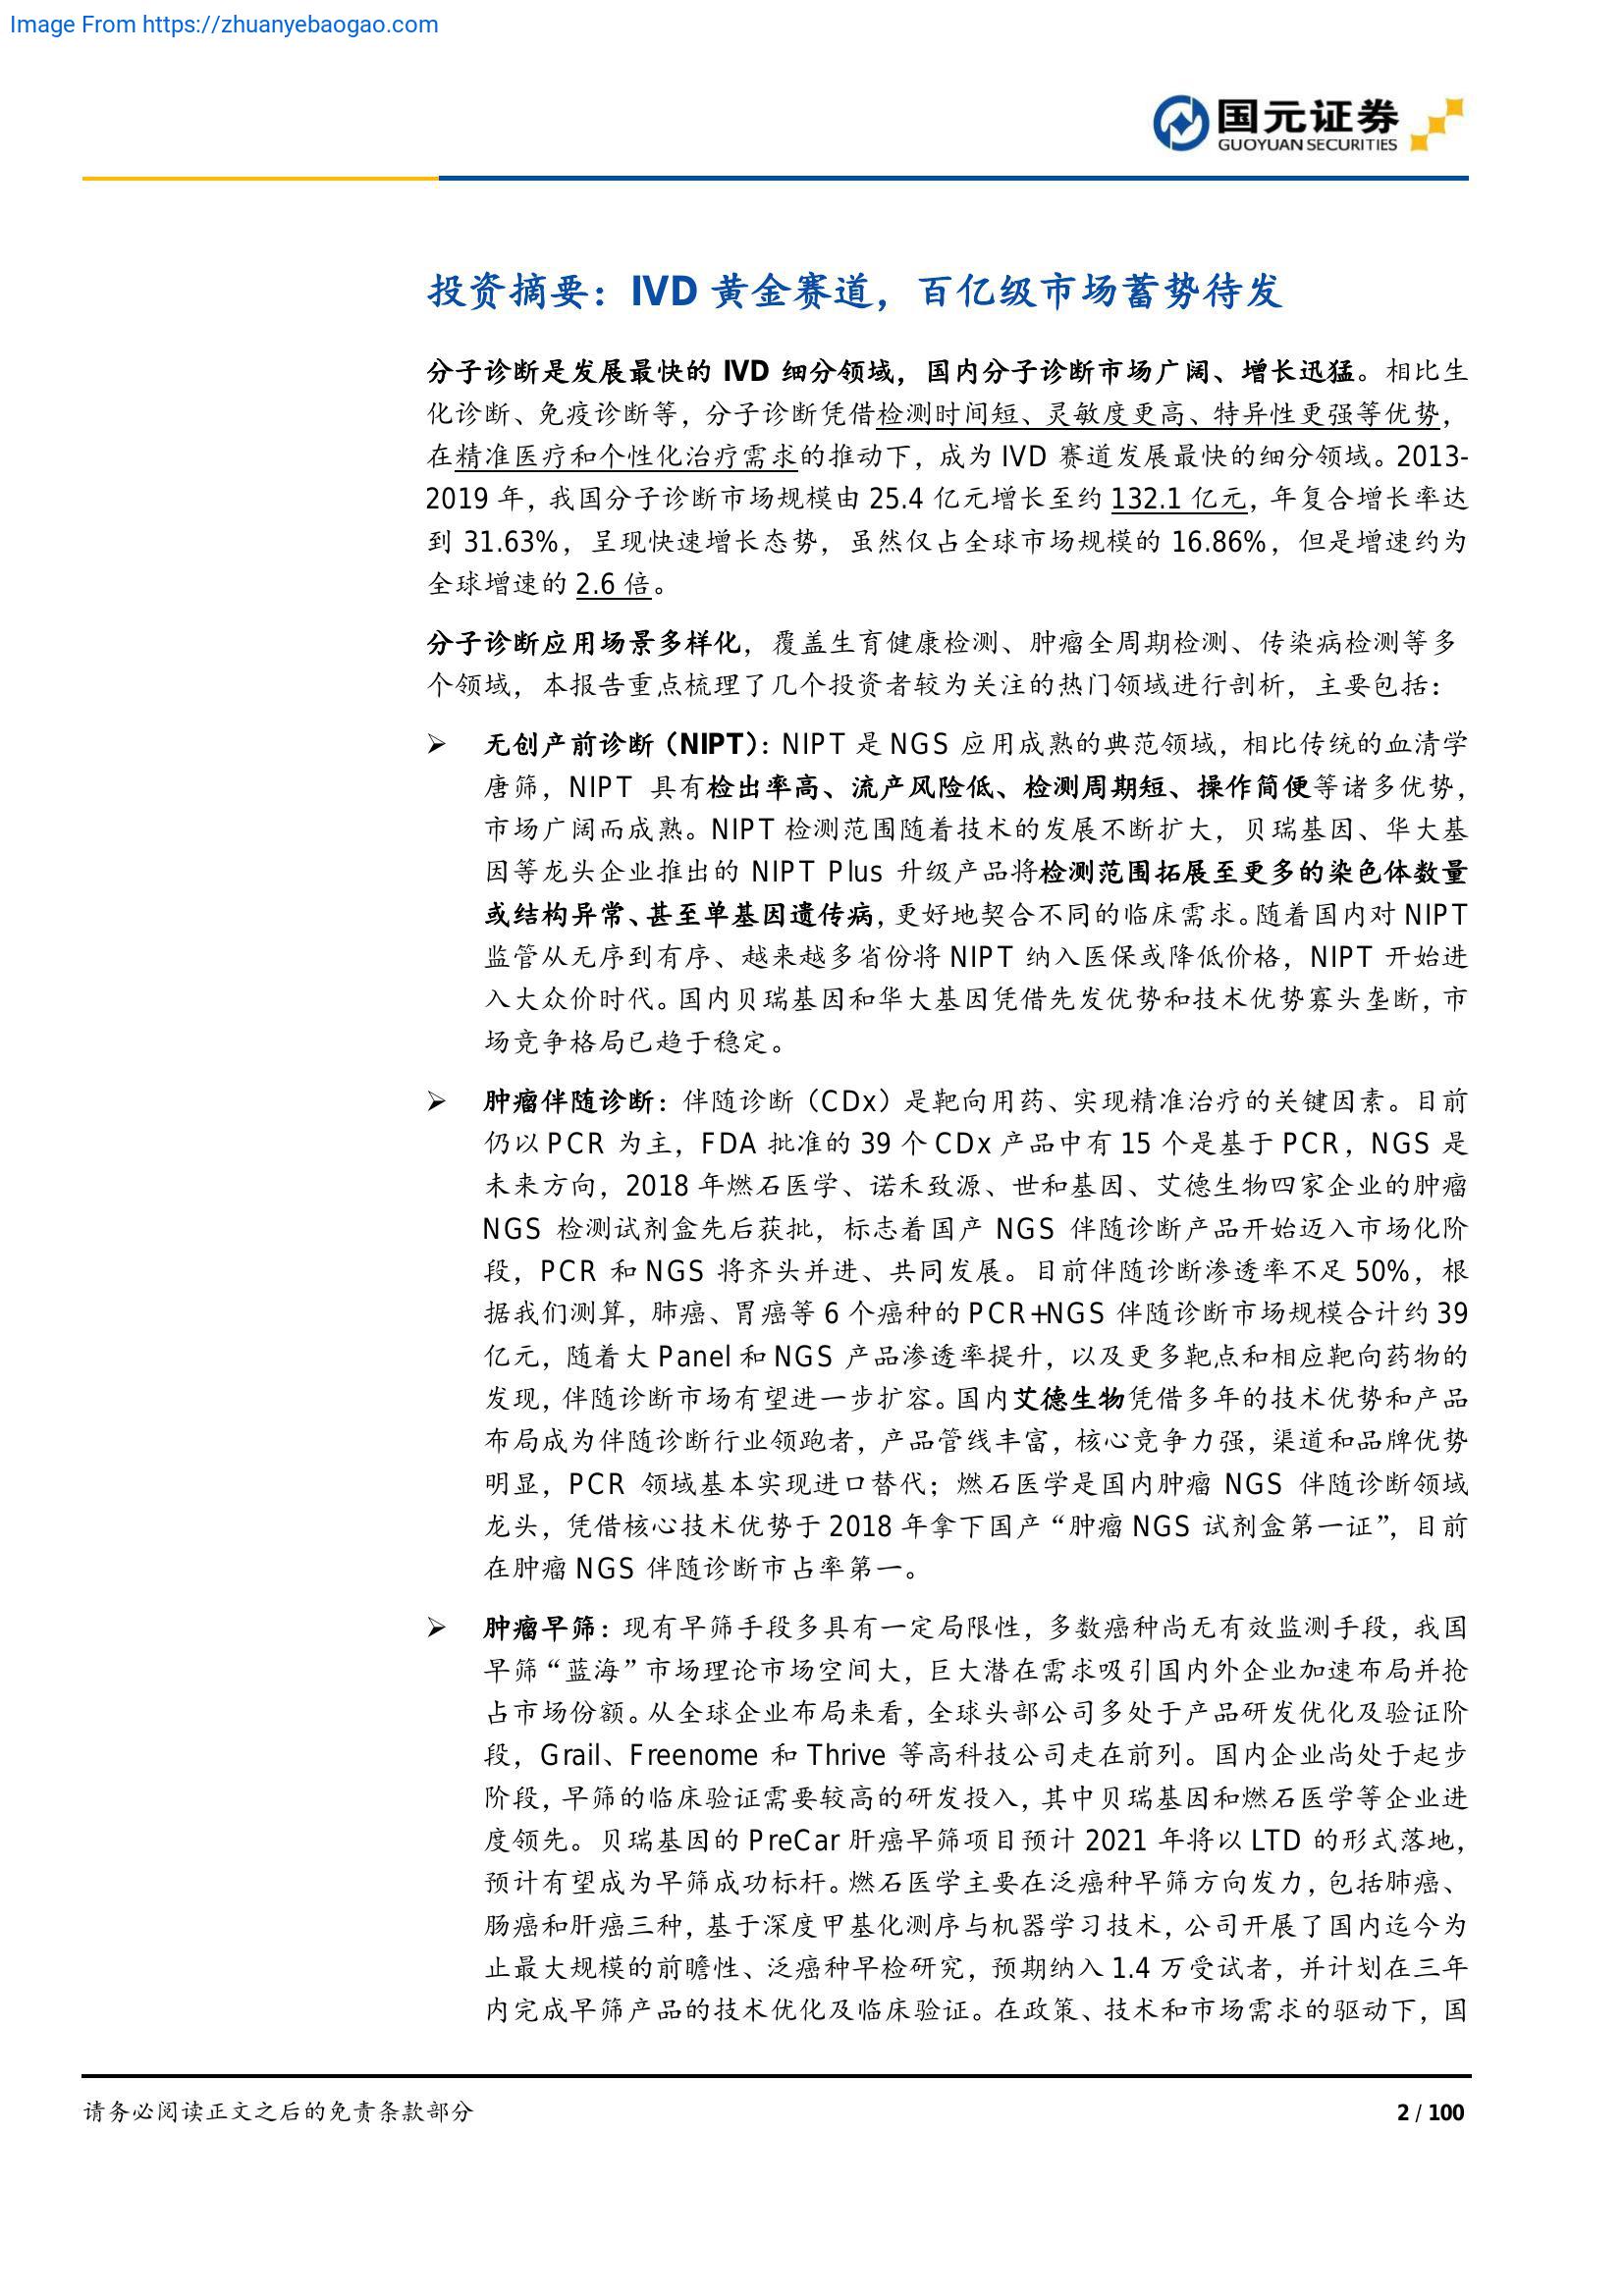 Image From https://zhuanyebaogao.com
国元证券
GUOYUAN SECURITIES
投资摘要：IVD 黄金赛道，百亿级市场蓄势待发
分子诊断是发展最快的 IVD 细分领域，国内分子诊断市场广阔、增长迅猛。相比生
化诊断、免疫诊断等，分子诊断凭借检测时间短、灵敏度更高、特异性更强等优势，
在精准医疗和个性化治疗需求的推动下，成为 IVD 赛道发展最快的细分领域。2013-
2019 年，我国分子诊断市场规模由 25.4 亿元增长至约 132.1 亿元，年复合增长率达
到 31.63%，呈现快速增长态势，虽然仅占全球市场规模的 16.86%，但是增速约为
全球增速的 2.6 倍。
分子诊断应用场景多样化，覆盖生育健康检测、肿瘤全周期检测、传染病检测等多
个领域，本报告重点梳理了几个投资者较为关注的热门领域进行剖析，主要包括：
➢ 无创产前诊断（NIPT）：NIPT 是 NGS 应用成熟的典范领域，相比传统的血清学
唐筛，NIPT 具有检出率高、流产风险低、检测周期短、操作简便等诸多优势，
市场广阔而成熟。NIPT 检测范围随着技术的发展不断扩大，贝瑞基因、华大基
因等龙头企业推出的 NIPT Plus 升级产品将检测范围拓展至更多的染色体数量
或结构异常、甚至单基因遗传病，更好地契合不同的临床需求。随着国内对 NIPT
监管从无序到有序、越来越多省份将 NIPT 纳入医保或降低价格，NIPT 开始进
入大众价时代。国内贝瑞基因和华大基因凭借先发优势和技术优势寡头垄断，市
场竞争格局已趋于稳定。
➢ 肿瘤伴随诊断：伴随诊断（CDx）是靶向用药、实现精准治疗的关键因素。目前
仍以 PCR 为主，FDA 批准的 39 个 CDx 产品中有 15 个是基于 PCR，NGS 是
未来方向，2018 年燃石医学、诺禾致源、世和基因、艾德生物四家企业的肿瘤
NGS 检测试剂盒先后获批，标志着国产 NGS 伴随诊断产品开始迈入市场化阶
段，PCR 和 NGS 将齐头并进、共同发展。目前伴随诊断渗透率不足 50%，根
据我们测算，肺癌、胃癌等 6 个癌种的 PCR+NGS 伴随诊断市场规模合计约 39
亿元，随着大 Panel 和 NGS 产品渗透率提升，以及更多靶点和相应靶向药物的
发现，伴随诊断市场有望进一步扩容。国内艾德生物凭借多年的技术优势和产品
布局成为伴随诊断行业领跑者，产品管线丰富，核心竞争力强，渠道和品牌优势
明显，PCR 领域基本实现进口替代；燃石医学是国内肿瘤 NGS 伴随诊断领域
龙头，凭借核心技术优势于 2018 年拿下国产“肿瘤 NGS 试剂盒第一证”，目前
在肿瘤 NGS 伴随诊断市占率第一。
➢ 肿瘤早筛：现有早筛手段多具有一定局限性，多数癌种尚无有效监测手段，我国
早筛“蓝海”市场理论市场空间大，巨大潜在需求吸引国内外企业加速布局并抢
占市场份额。从全球企业布局来看，全球头部公司多处于产品研发优化及验证阶
段，Grail、Freenome 和 Thrive 等高科技公司走在前列。国内企业尚处于起步
阶段，早筛的临床验证需要较高的研发投入，其中贝瑞基因和燃石医学等企业进
度领先。贝瑞基因的 PreCar 肝癌早筛项目预计 2021 年将以 LTD 的形式落地，
预计有望成为早筛成功标杆。燃石医学主要在泛癌种早筛方向发力，包括肺癌、
肠癌和肝癌三种，基于深度甲基化测序与机器学习技术，公司开展了国内迄今为
止最大规模的前瞻性、泛癌种早检研究，预期纳入 1.4 万受试者，并计划在三年
内完成早筛产品的技术优化及临床验证。在政策、技术和市场需求的驱动下，国
请务必阅读正文之后的免责条款部分
2 / 100